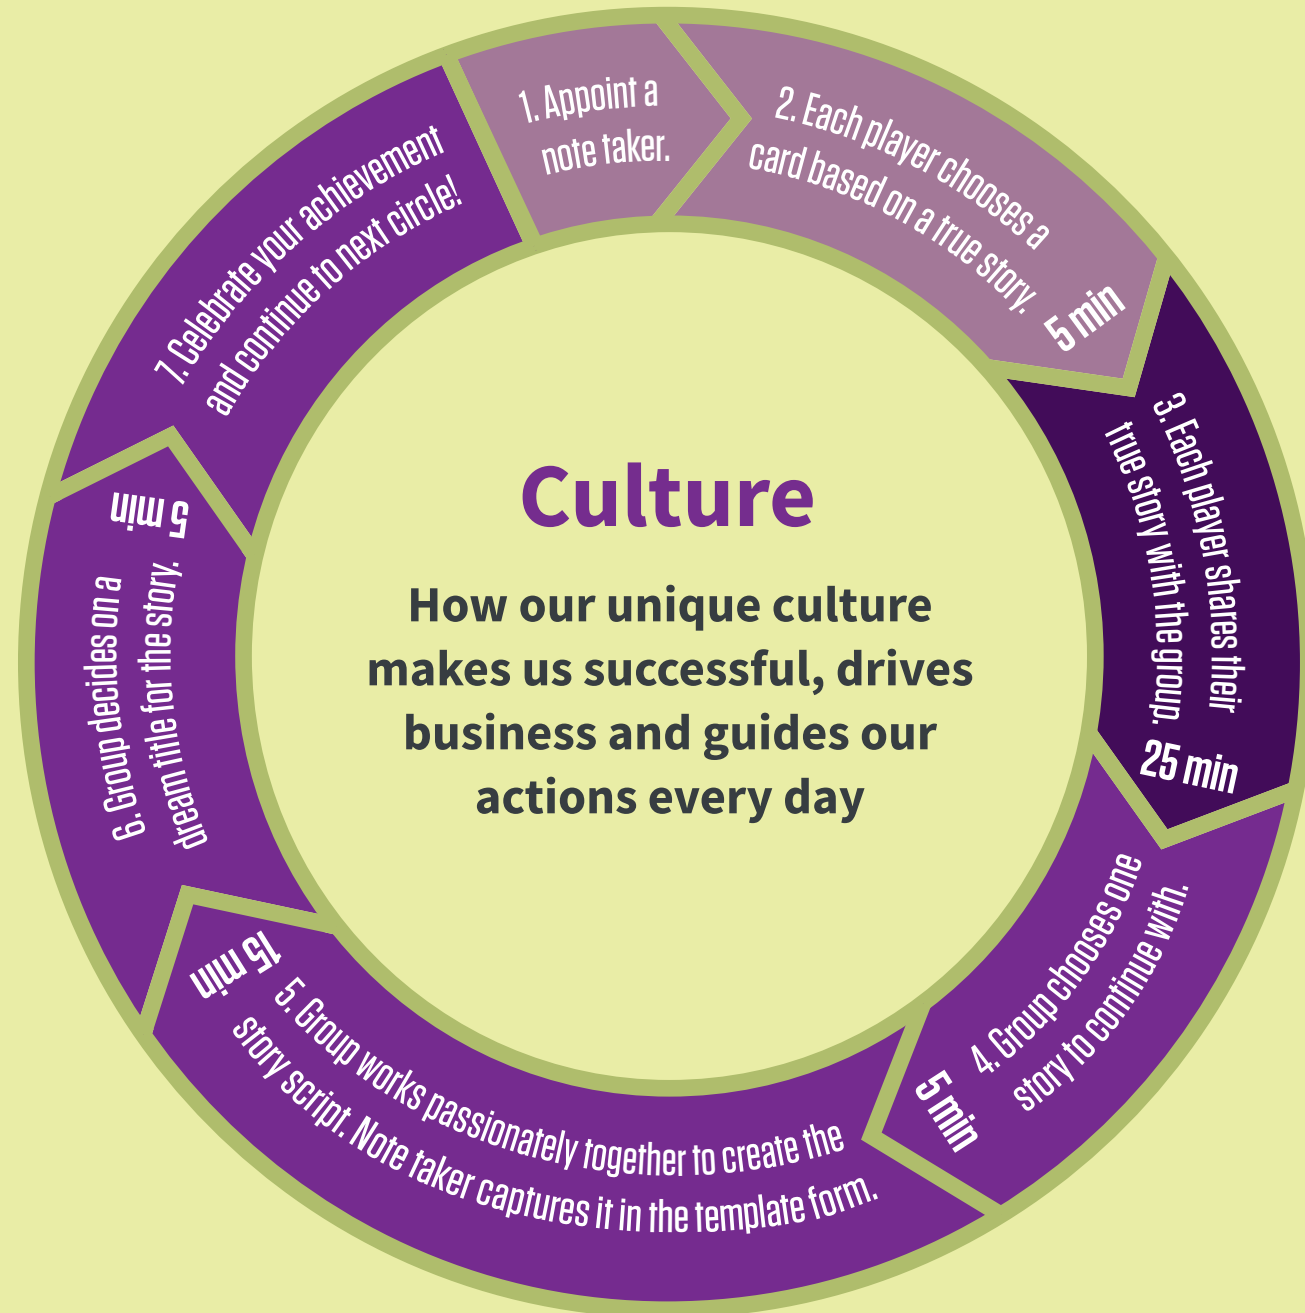 Culture
How our unique culture
makes us successful, drives
business and guides our
actions every day
1. Appoint a
note taker.
2. Each player chooses a
card based on a true story.
5 min
3. Each player shares their
true story with the group.
25 min
4. Group chooses one
story to continue with.
5 min
5. Group works passionately together to create the
story script. Note taker captures it in the template form.
15 min
6. Group decides on a
dream title for the story.
5 min
7. Celebrate your achievement
and continue to next circle!